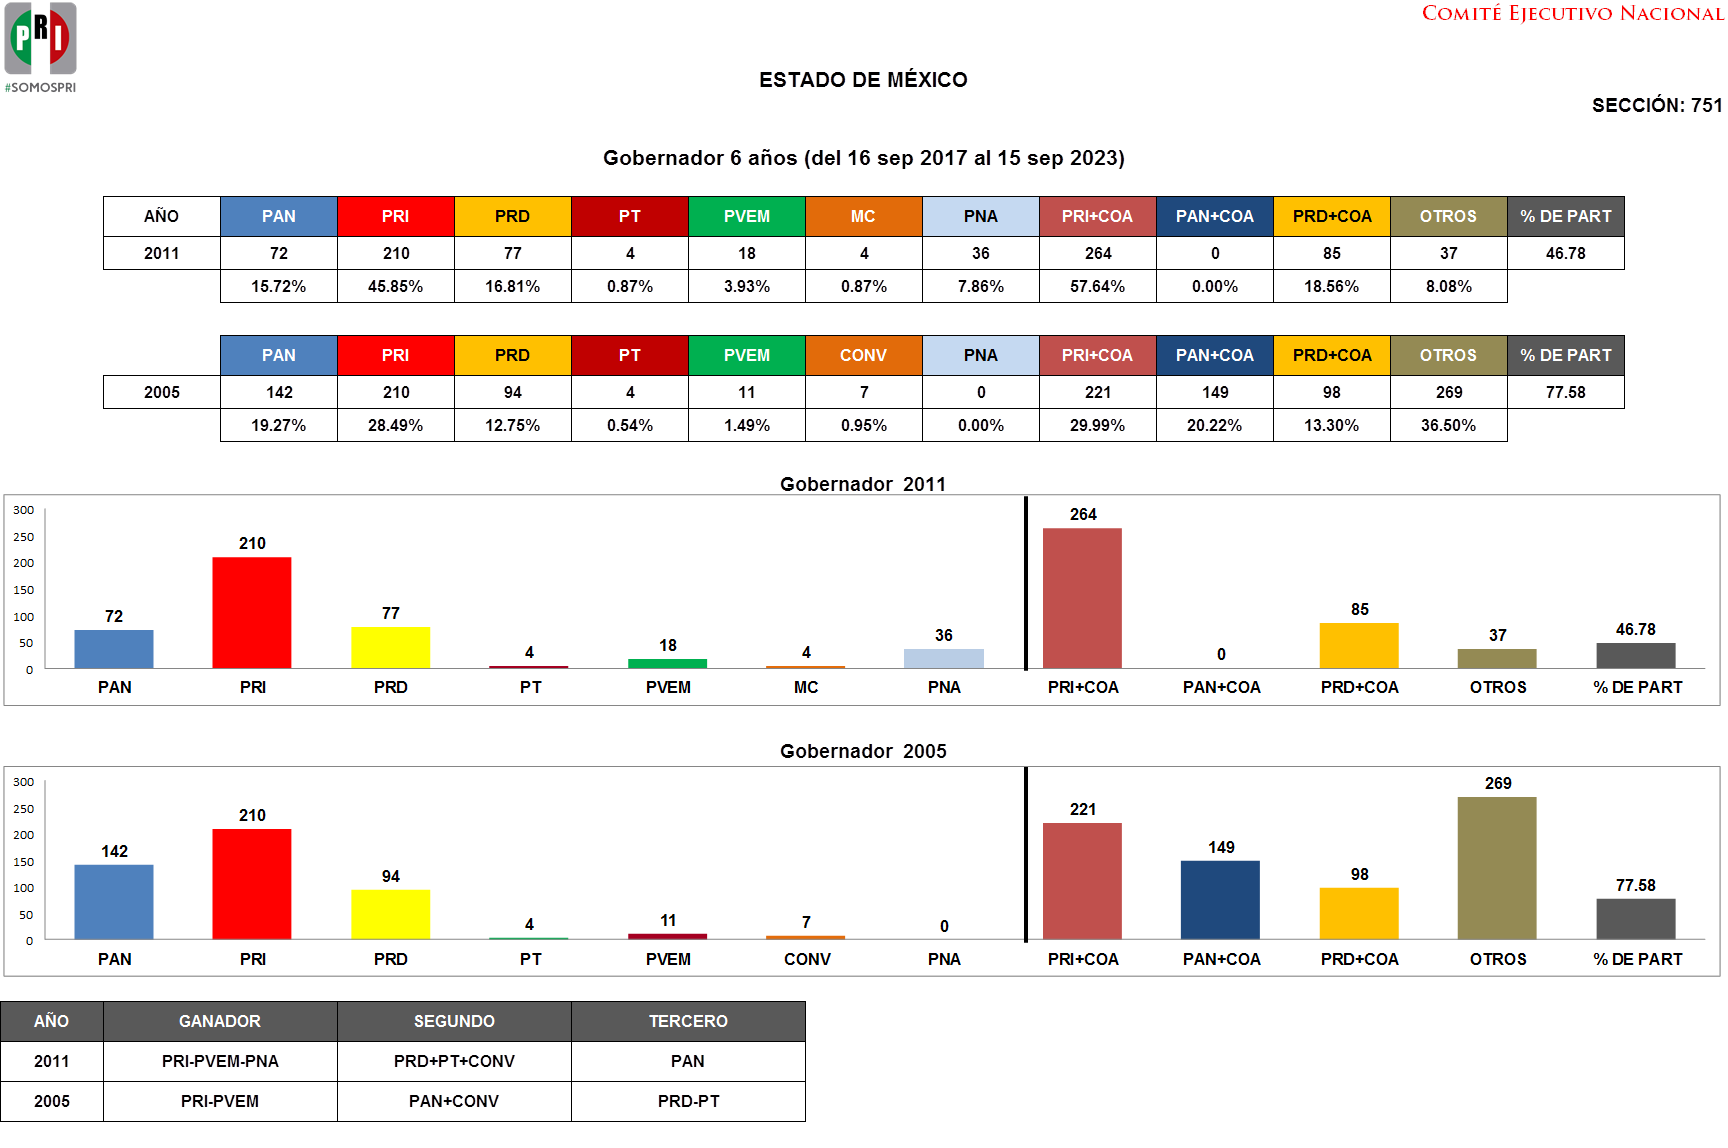 PRI
#SOMOSPRI
COMITÉ EJECUTIVO NACIONAL
ESTADO DE MÉXICO
SECCIÓN: 751
Gobernador 6 años (del 16 sep 2017 al 15 sep 2023)
AÑO PAN PRI PRD PT PVEM MC PNA PRI+COA PAN+COA PRD+COA OTROS % DE PART
2011 72 210 77 4 18 4 36 264 0 85 37 46.78
15.72% 45.85% 16.81% 0.87% 3.93% 0.87% 7.86% 57.64% 0.00% 18.56% 8.08%
PAN PRI PRD PT PVEM CONV PNA PRI+COA PAN+COA PRD+COA OTROS % DE PART
2005 142 210 94 4 11 7 0 221 149 98 269 77.58
19.27% 28.49% 12.75% 0.54% 1.49% 0.95% 0.00% 29.99% 20.22% 13.30% 36.50%
Gobernador 2011
300
250
200
150
100
50
0
72 210 77 4 18 4 36 264 0 85 37 46.78
PAN PRI PRD PT PVEM MC PNA PRI+COA PAN+COA PRD+COA OTROS % DE PART
Gobernador 2005
300
250
200
150
100
50
0
142 210 94 4 11 7 0 221 149 98 269 77.58
PAN PRI PRD PT PVEM CONV PNA PRI+COA PAN+COA PRD+COA OTROS % DE PART
AÑO GANADOR SEGUNDO TERCERO
2011 PRI-PVEM-PNA PRD+PT+CONV PAN
2005 PRI-PVEM PAN+CONV PRD-PT